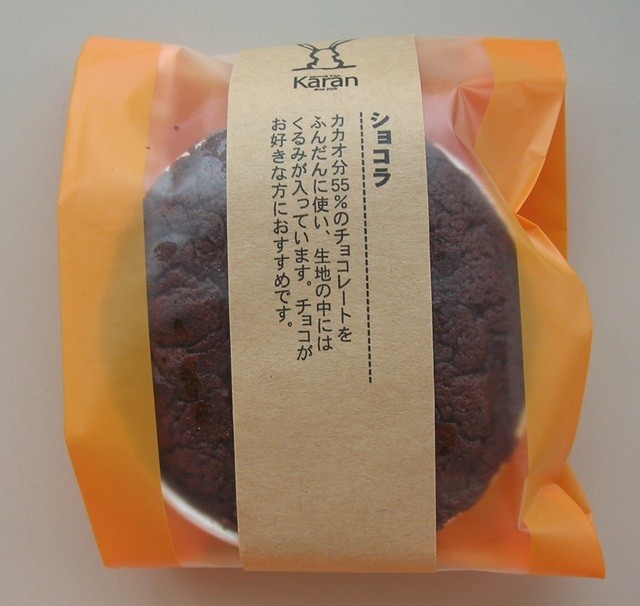 Karan
ショコラ
カカオ分55%のチョコレートを
ふんだんに使い、生地の中には
くるみが入っています。チョコが
お好きな方におすすめです。